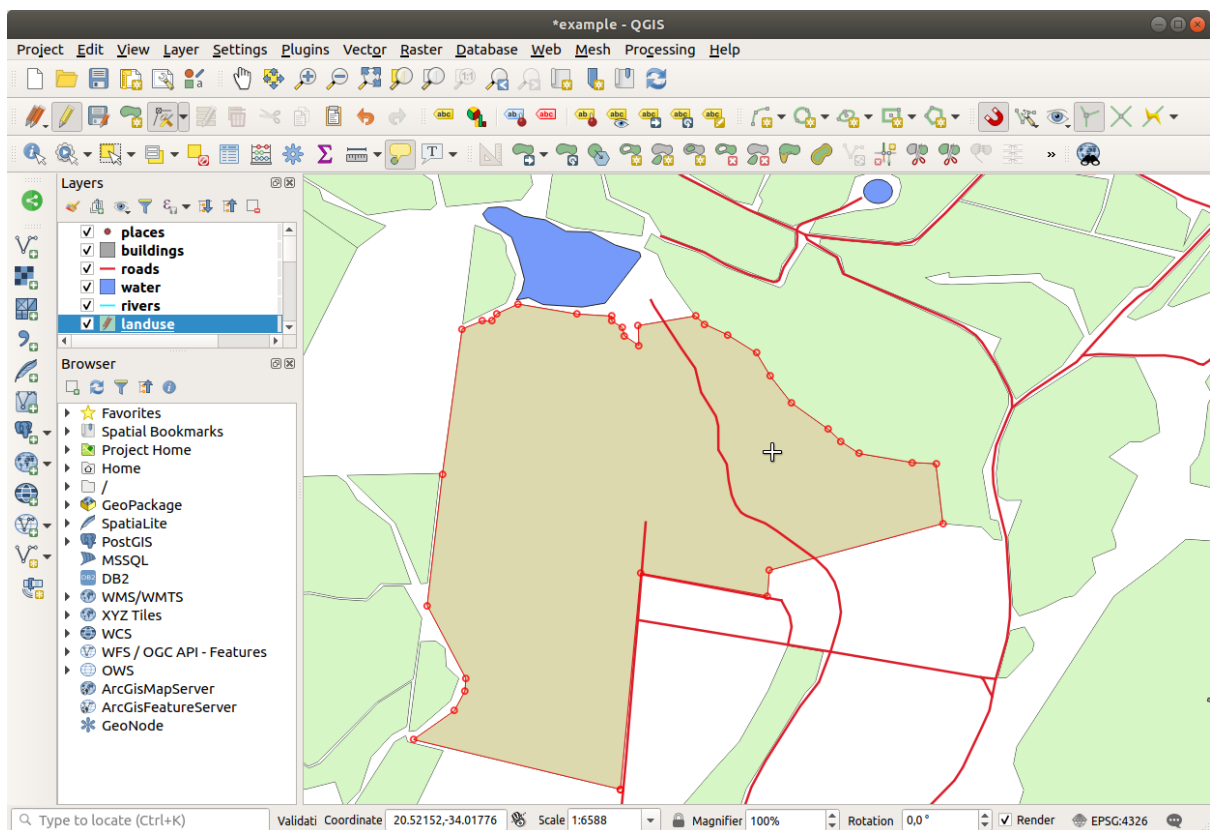 *example - QGIS
Project Edit View Layer Settings Plugins Vector Raster Database Web Mesh Processing Help
Layers
places
buildings
roads
water
rivers
landuse
Browser
Favorites
Spatial Bookmarks
Project Home
Home
/
GeoPackage
SpatiaLite
PostGIS
MSSQL
DB2
WMS/WMTS
XYZ Tiles
WCS
WFS / OGC API - Features
OWS
ArcGisMapServer
ArcGisFeatureServer
GeoNode
Type to locate (Ctrl+K) Validati Coordinate 20.52152,-34.01776 Scale 1:6588 Magnifier 100% Rotation 0,0 ° Render EPSG:4326